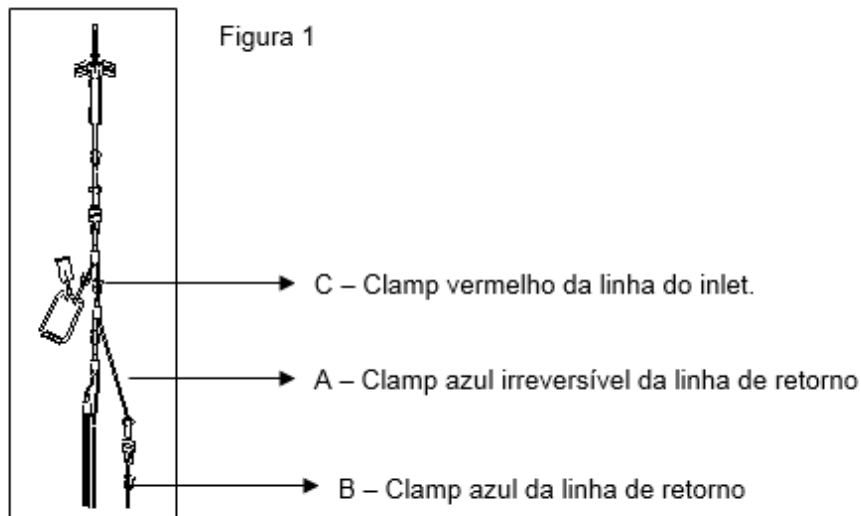 Figura 1
C – Clamp vermelho da linha do inlet.
A – Clamp azul irreversível da linha de retorno
B – Clamp azul da linha de retorno